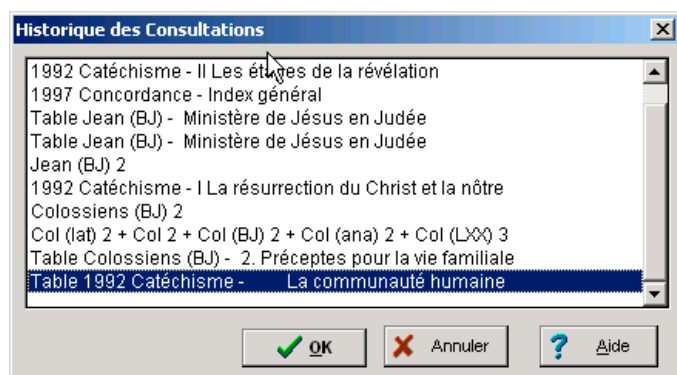 Historique des Consultations
1992 Catéchisme - II Les étapes de la révélation
1997 Concordance - Index général
Table Jean (BJ) - Ministère de Jésus en Judée
Table Jean (BJ) - Ministère de Jésus en Judée
Jean (BJ) 2
1992 Catéchisme - I La résurrection du Christ et la nôtre
Colossiens (BJ) 2
Col (lat) 2 + Col 2 + Col (BJ) 2 + Col (ana) 2 + Col (LXX) 3
Table Colossiens (BJ) - 2. Préceptes pour la vie familiale
Table 1992 Catéchisme - La communauté humaine
OK Annuler Aide